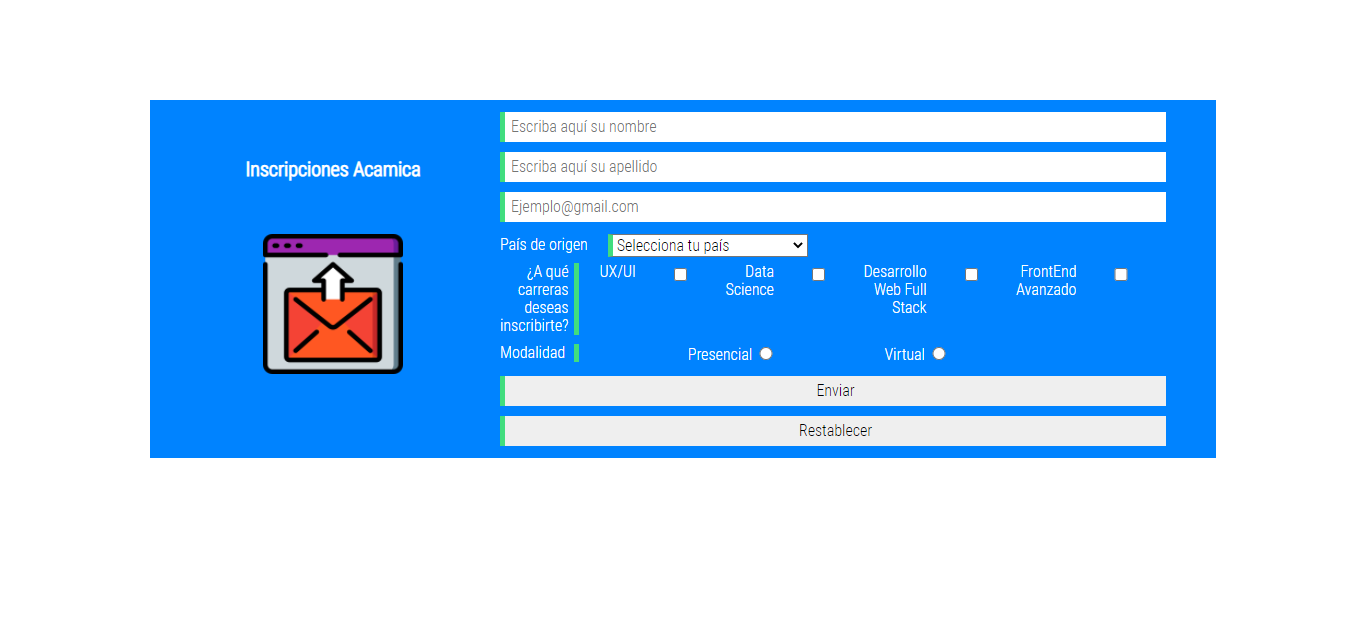 Inscripciones Acamica
Escriba aquí su nombre
Escriba aquí su apellido
Ejemplo@gmail.com
País de origen
Selecciona tu país
¿A qué
carreras
deseas
inscribirte?
UX/UI
Data
Science
Desarrollo
Web Full
Stack
FrontEnd
Avanzado
Modalidad
Presencial
Virtual
Enviar
Restablecer